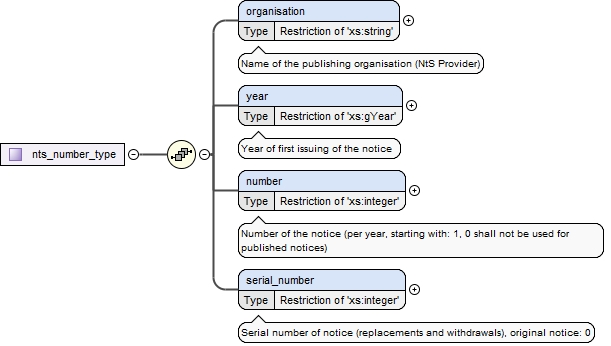 organisation
Type Restriction of 'xs:string'
Name of the publishing organisation (NtS Provider)
year
Type Restriction of 'xs:gYear'
Year of first issuing of the notice
nts_number_type
number
Type Restriction of 'xs:integer'
Number of the notice (per year, starting with: 1, 0 shall not be used for
published notices)
serial_number
Type Restriction of 'xs:integer'
Serial number of notice (replacements and withdrawals), original notice: 0